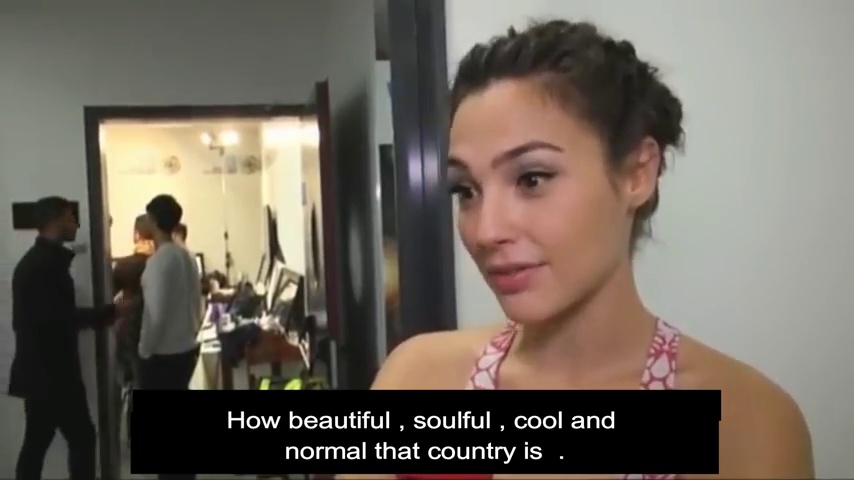 How beautiful , soulful , cool and
normal that country is  .